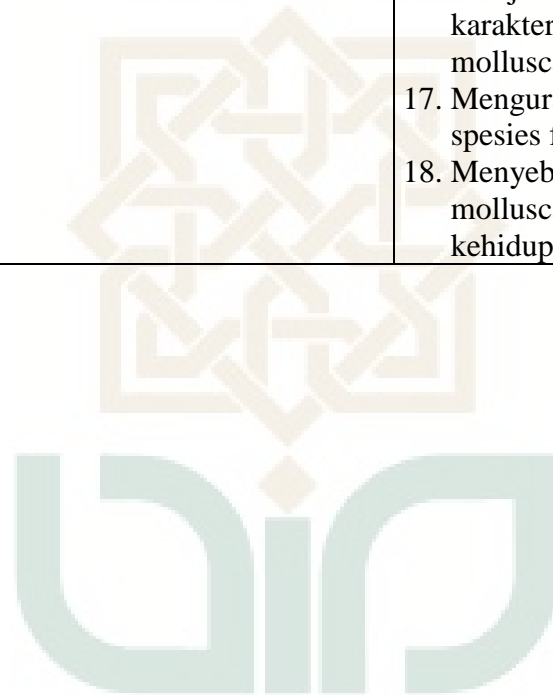 karakter
mollusc
17. Mengur
spesies
18. Menyeb
mollusc
kehidup